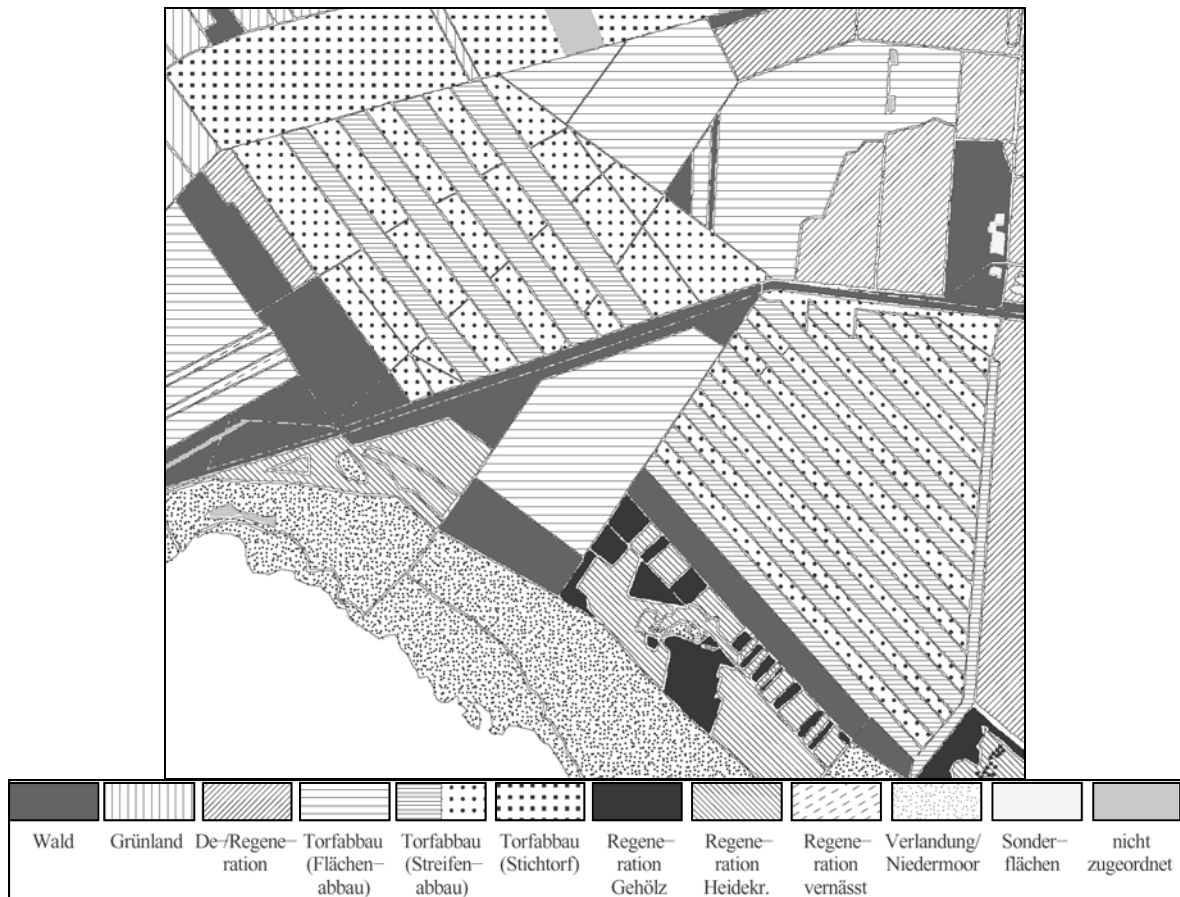 Wald Grünland De-/Regene- Torfabbau Torfabbau Torfabbau Regene- Regene- Regene- Verlandung/ Sonder- nicht
ration (Flächen- (Streifen- (Stichtorf) ration ration ration Niedermoor flächen zugeordnet
abbau) abbau) Gehölz Heidekr. vernässt